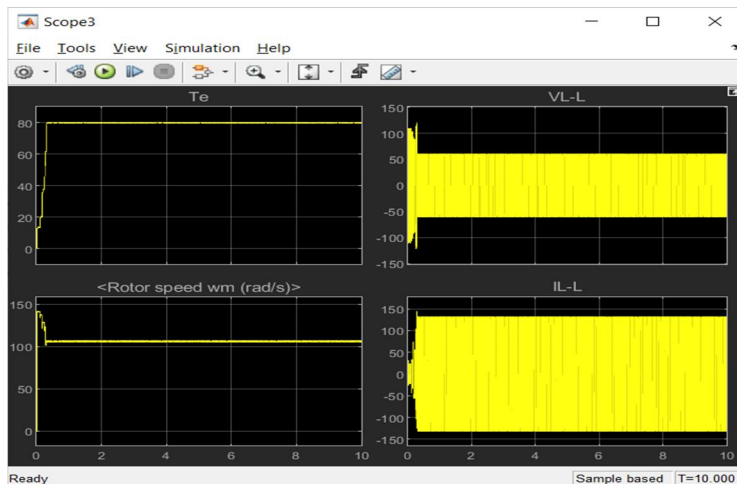 Scope3
File Tools View Simulation Help
Te
80
60
40
20
0
VL-L
150
100
50
0
-50
-100
-150
<Rotor speed wm (rad/s)>
150
100
50
0
0 2 4 6 8 10
IL-L
150
100
50
0
-50
-100
-150
0 2 4 6 8 10
Ready Sample based T=10.000